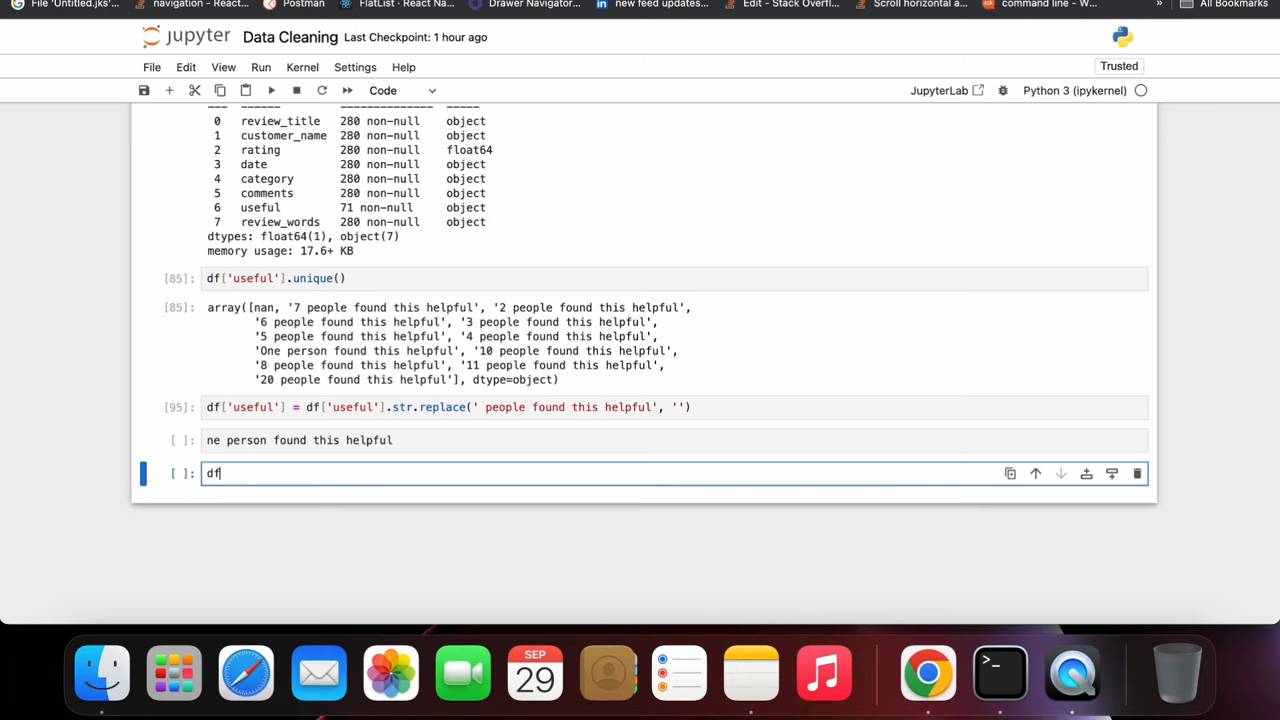 File 'Untitled.jks'... navigation - React... Postman FlatList · React Na... Drawer Navigator... new feed updates... Edit - Stack Overfl... Scroll horizontal a... command line - W... » All Bookmarks
jupyter Data Cleaning Last Checkpoint: 1 hour ago
File Edit View Run Kernel Settings Help Trusted
Code JupyterLab Python 3 (ipykernel)
--- ------ -------------- -----
0 review_title 280 non-null object
1 customer_name 280 non-null object
2 rating 280 non-null float64
3 date 280 non-null object
4 category 280 non-null object
5 comments 280 non-null object
6 useful 71 non-null object
7 review_words 280 non-null object
dtypes: float64(1), object(7)
memory usage: 17.6+ KB
[85]: df['useful'].unique()
[85]: array([nan, '7 people found this helpful', '2 people found this helpful',
'6 people found this helpful', '3 people found this helpful',
'5 people found this helpful', '4 people found this helpful',
'One person found this helpful', '10 people found this helpful',
'8 people found this helpful', '11 people found this helpful',
'20 people found this helpful'], dtype=object)
[95]: df['useful'] = df['useful'].str.replace(' people found this helpful', '')
[ ]: ne person found this helpful
[ ]: df
SEP
29
>_